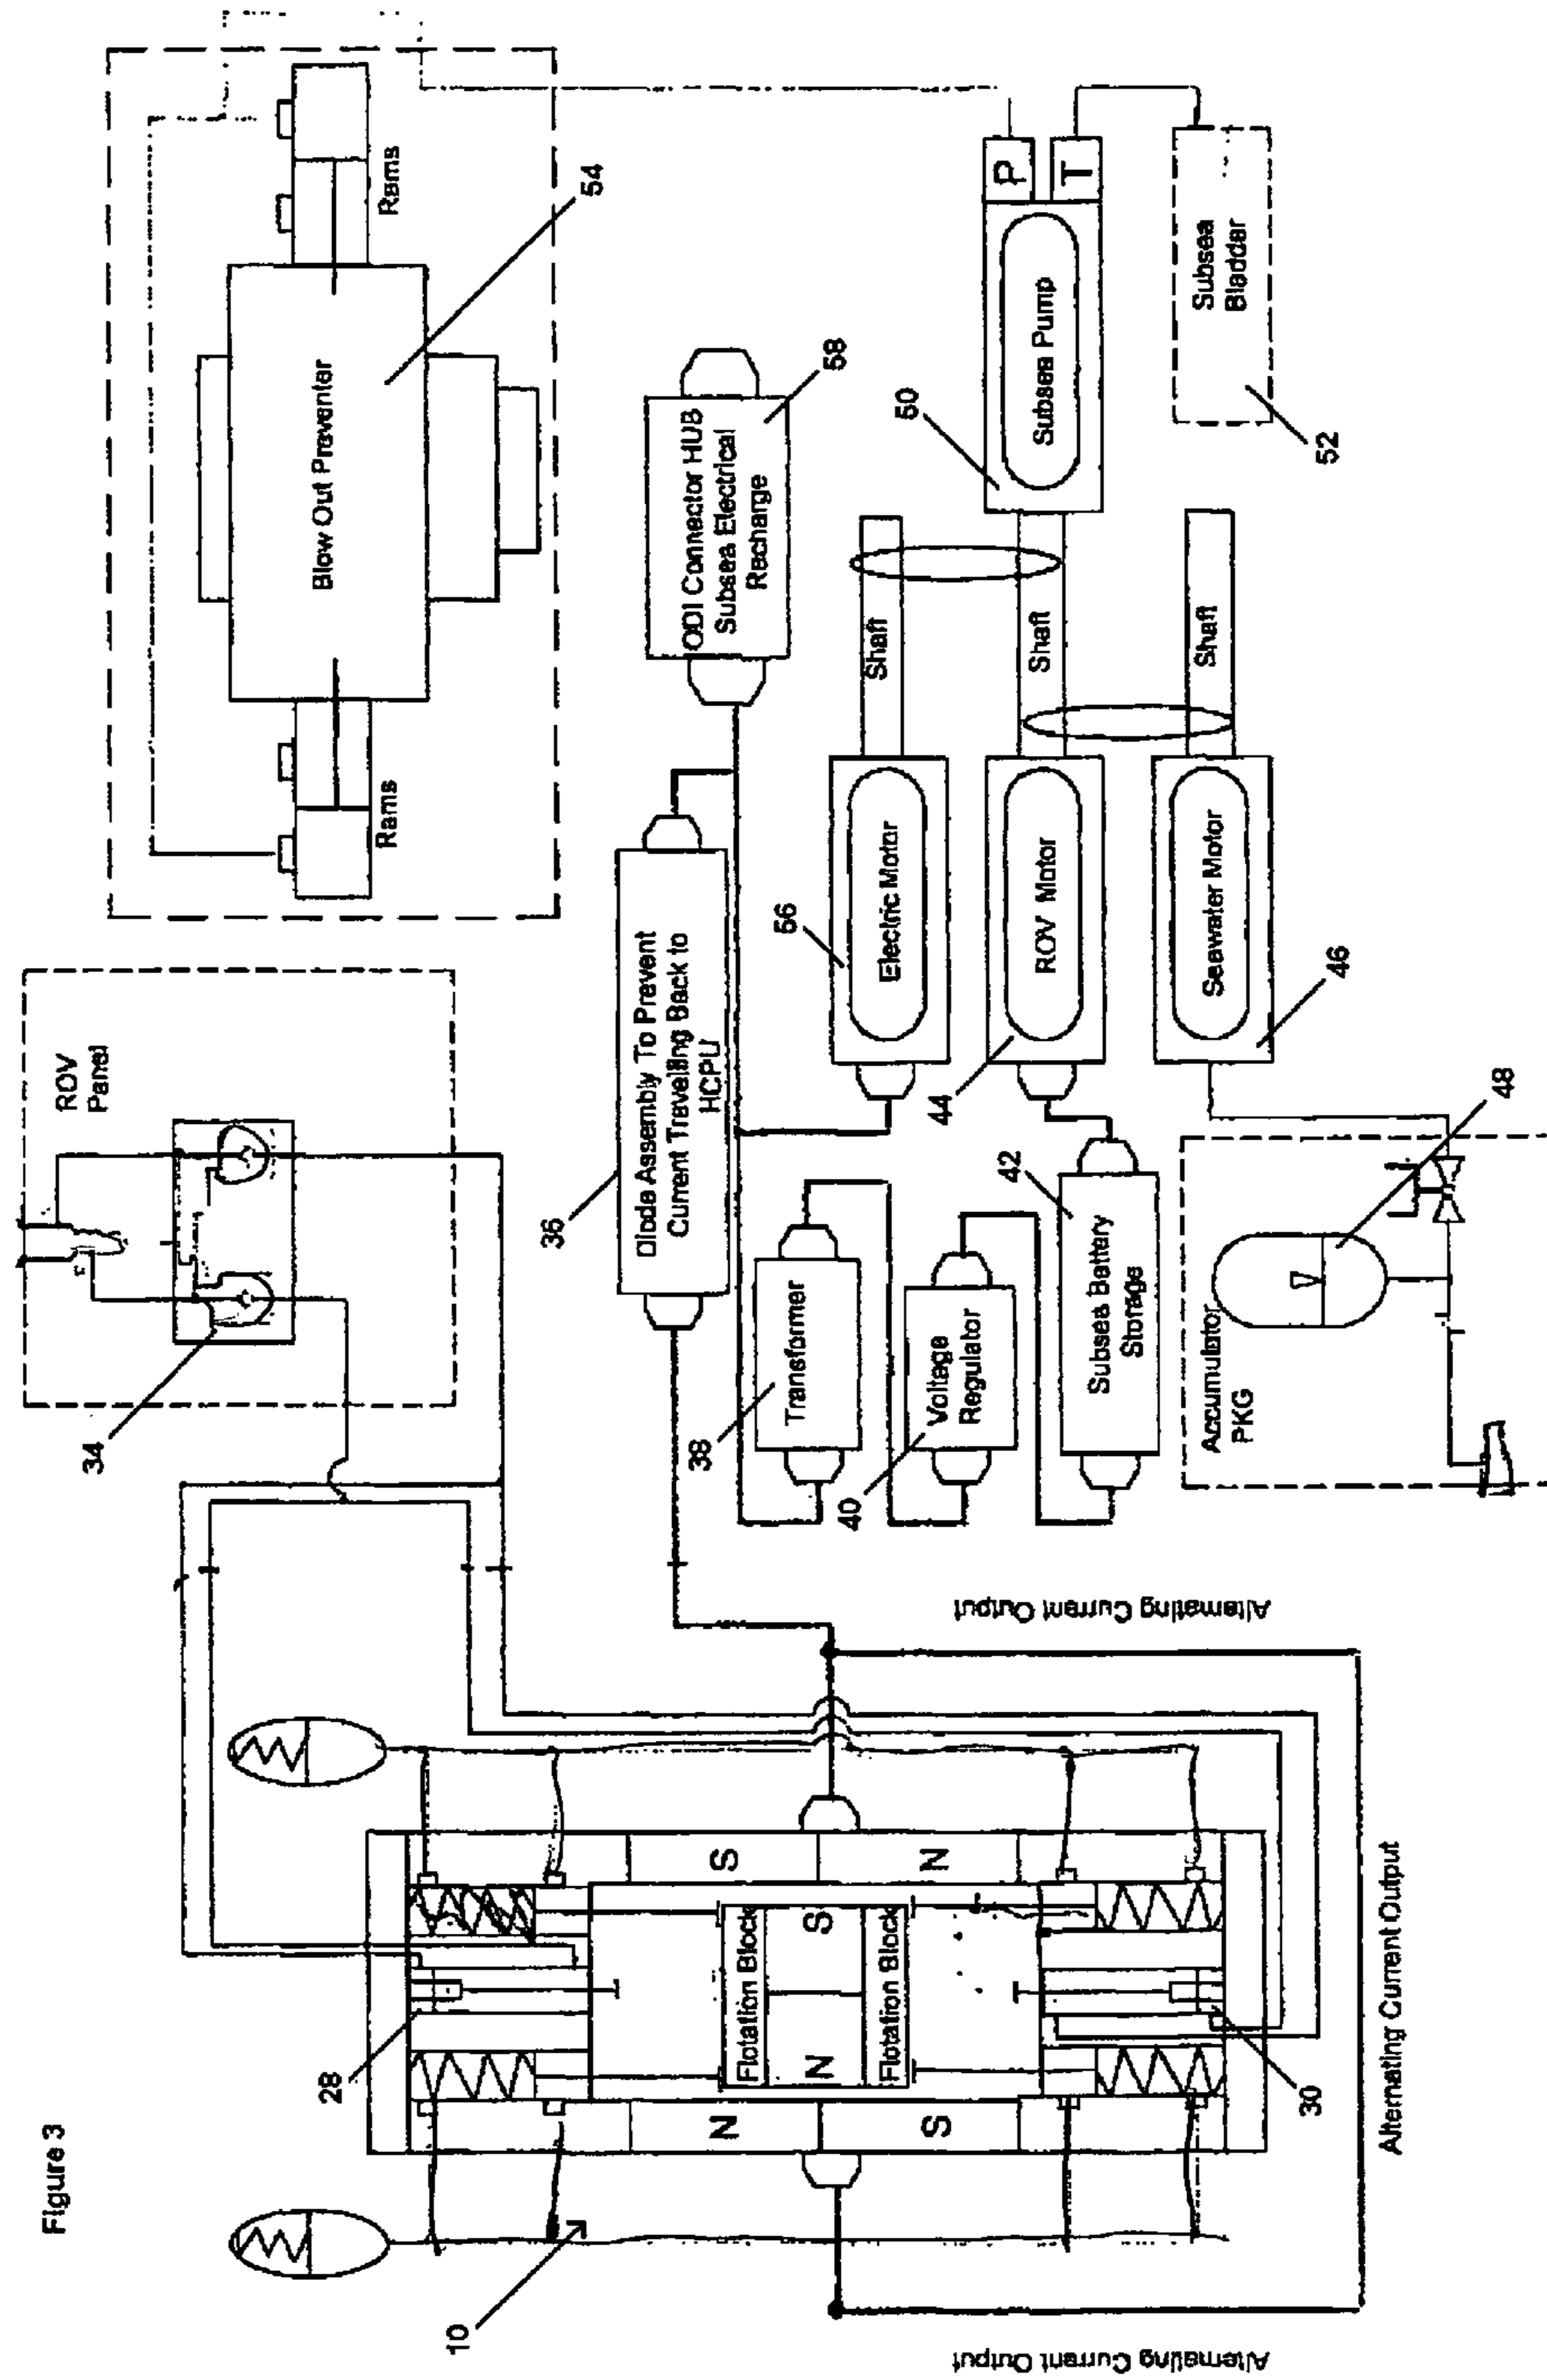 Figure 3
10
28
30
N
S
S
N
Flotation Block
N
S
Flotation Block
Alternating Current Output
Alternating Current Output
Alternating Current Output
34
ROV
Panel
36
Diode Assembly To Prevent
Current Travelling Back to
HCPU
38
Transformer
40
Voltage
Regulator
42
Subsea Battery
Storage
Accumulator
PKG
48
Rams
Blow Out Preventer
Rams
54
ODI Connector HUB
Subsea Electrical
Recharge
58
56
Electric Motor
Shaft
44
ROV Motor
Shaft
46
Seawater Motor
Shaft
50
Subsea Pump
P
T
Subsea
Bladder
52